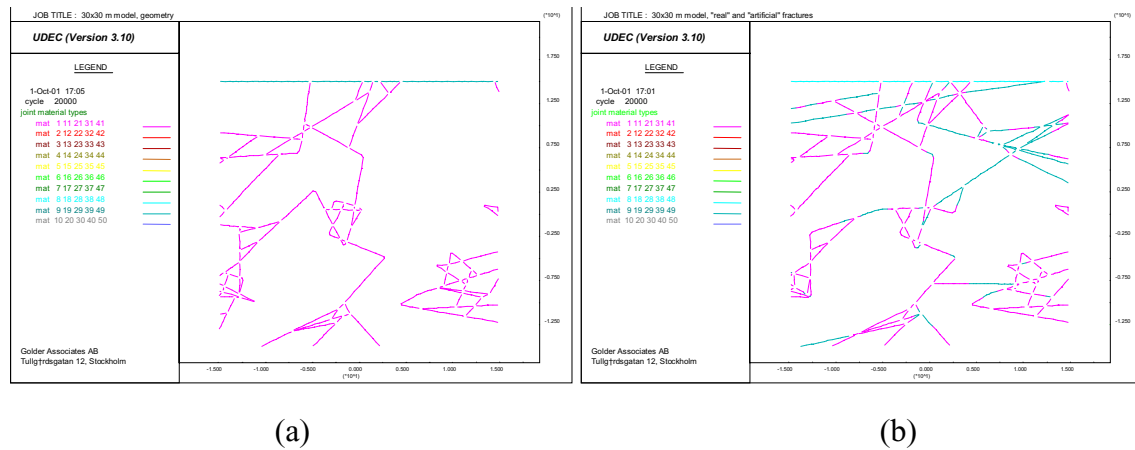 JOB TITLE : 30x30 m model, geometry
(*10^1)
UDEC (Version 3.10)
LEGEND
1-Oct-01 17:05
cycle 20000
joint material types
mat 1 11 21 31 41
mat 2 12 22 32 42
mat 3 13 23 33 43
mat 4 14 24 34 44
mat 5 15 25 35 45
mat 6 16 26 36 46
mat 7 17 27 37 47
mat 8 18 28 38 48
mat 9 19 29 39 49
mat 10 20 30 40 50
Golder Associates AB
Tullg†rdsgatan 12, Stockholm
1.750
1.250
0.750
0.250
-0.250
-0.750
-1.250
-1.500 -1.000 -0.500 0.000 0.500 1.000 1.500
(*10^1)
(a)
JOB TITLE : 30x30 m model, "real" and "artificial" fractures
(*10^1)
UDEC (Version 3.10)
LEGEND
1-Oct-01 17:01
cycle 20000
joint material types
mat 1 11 21 31 41
mat 2 12 22 32 42
mat 3 13 23 33 43
mat 4 14 24 34 44
mat 5 15 25 35 45
mat 6 16 26 36 46
mat 7 17 27 37 47
mat 8 18 28 38 48
mat 9 19 29 39 49
mat 10 20 30 40 50
Golder Associates AB
Tullg†rdsgatan 12, Stockholm
1.750
1.250
0.750
0.250
-0.250
-0.750
-1.250
-1.500 -1.000 -0.500 0.000 0.500 1.000 1.500
(*10^1)
(b)